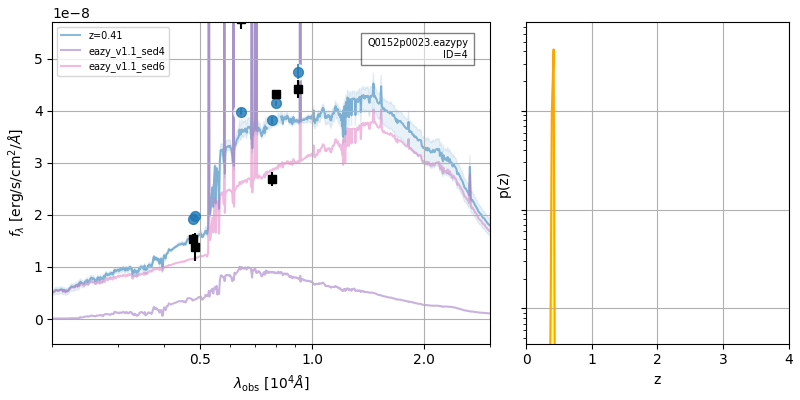 1e−8
z=0.41
eazy_v1.1_sed4
eazy_v1.1_sed6
Q0152p0023.eazypy
ID=4
5
4
3
2
1
0
f_λ [erg/s/cm²/Å]
0.5
1.0
2.0
λ_obs [10⁴Å]
p(z)
0
1
2
3
4
z